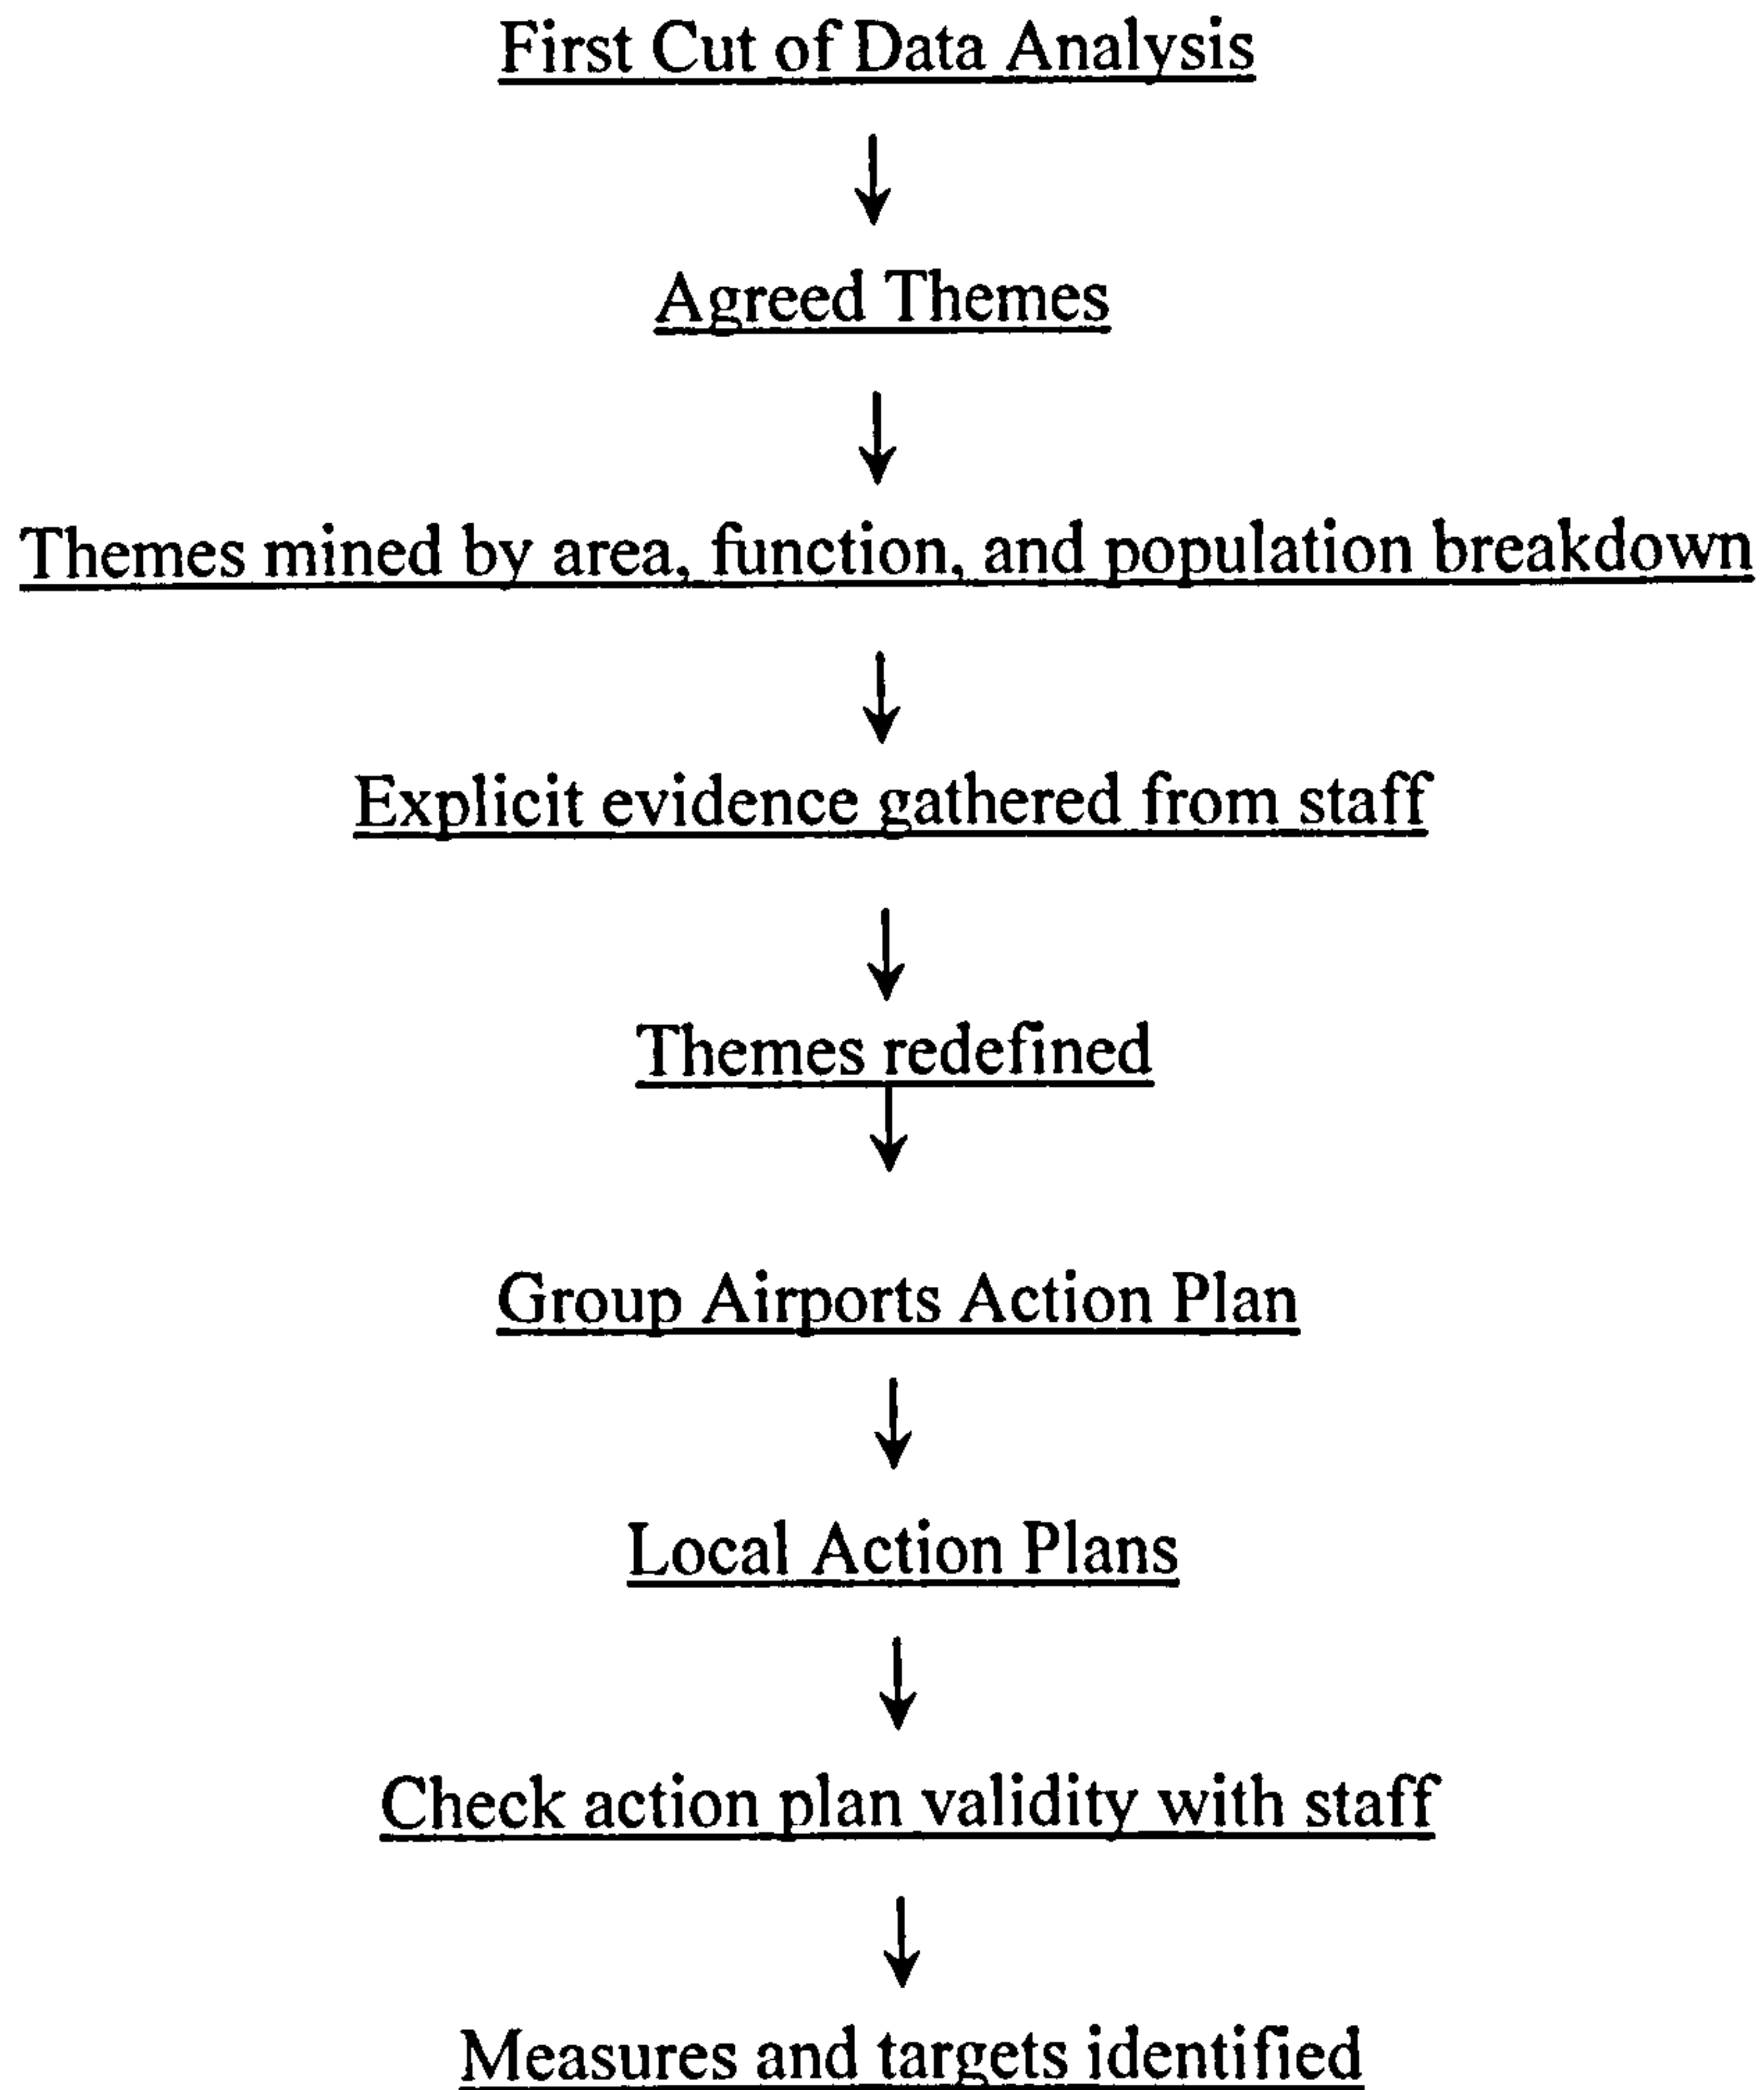 First Cut of Data Analysis
Agreed Themes
Themes mined by area, function, and population breakdown
Explicit evidence gathered from staff
Themes redefined
Group Airports Action Plan
Local Action Plans
Check action plan validity with staff
Measures and targets identified